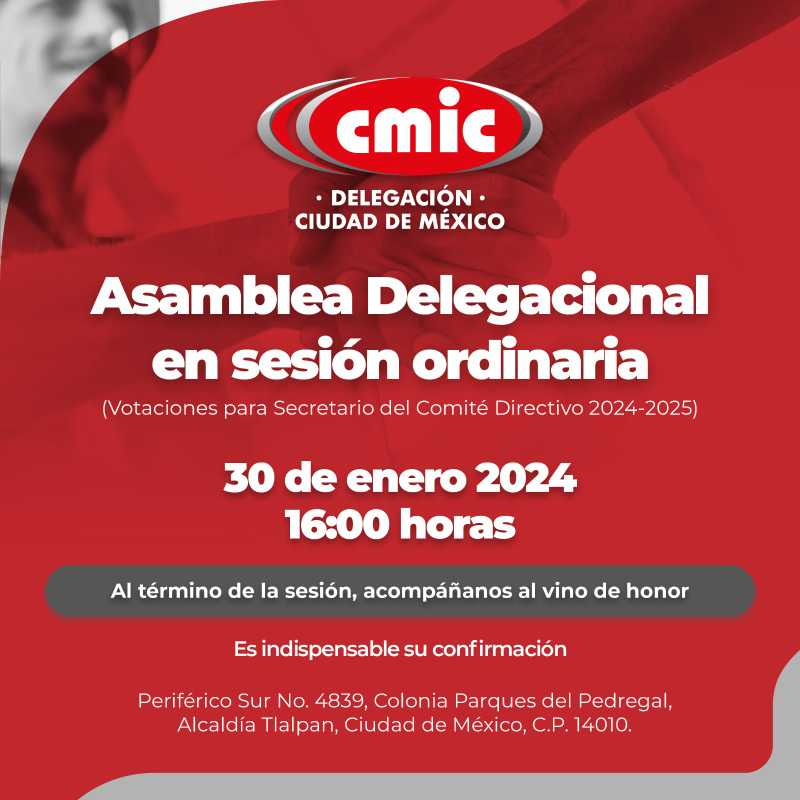 cmic
· DELEGACIÓN ·
CIUDAD DE MÉXICO
Asamblea Delegacional
en sesión ordinaria
(Votaciones para Secretario del Comité Directivo 2024-2025)
30 de enero 2024
16:00 horas
Al término de la sesión, acompáñanos al vino de honor
Es indispensable su confirmación
Periférico Sur No. 4839, Colonia Parques del Pedregal,
Alcaldía Tlalpan, Ciudad de México, C.P. 14010.